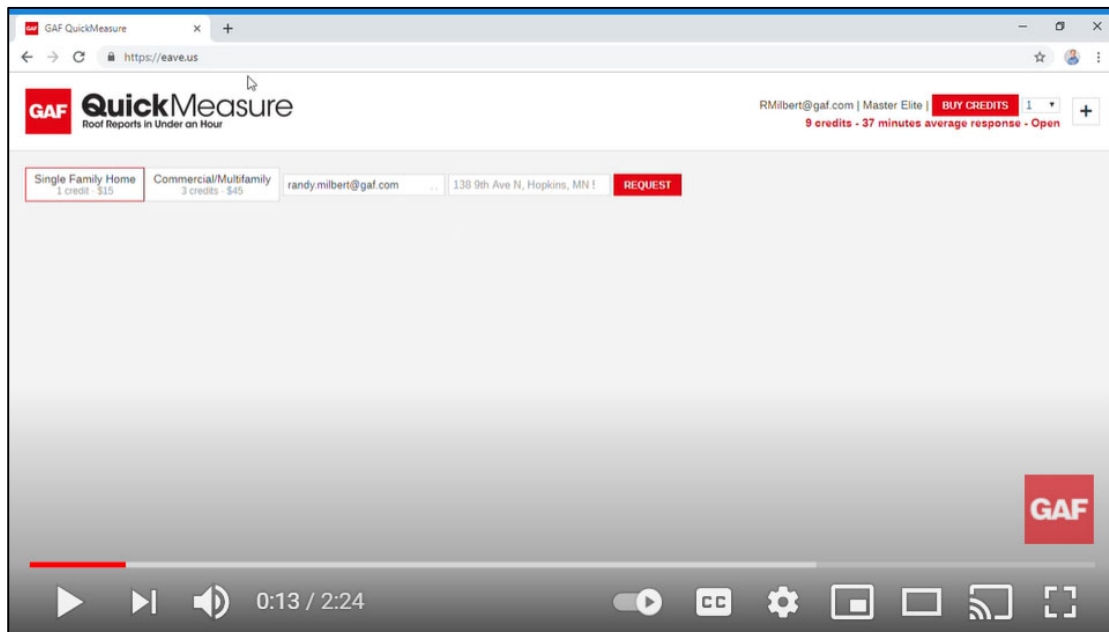 GAF QuickMeasure
https://eave.us
GAF QuickMeasure
Roof Reports in Under an Hour
RMilbert@gaf.com | Master Elite | BUY CREDITS 1
9 credits - 37 minutes average response - Open
Single Family Home
1 credit - $15
Commercial/Multifamily
3 credits - $45
randy.milbert@gaf.com
138 9th Ave N, Hopkins, MN
REQUEST
GAF
0:13 / 2:24
CC